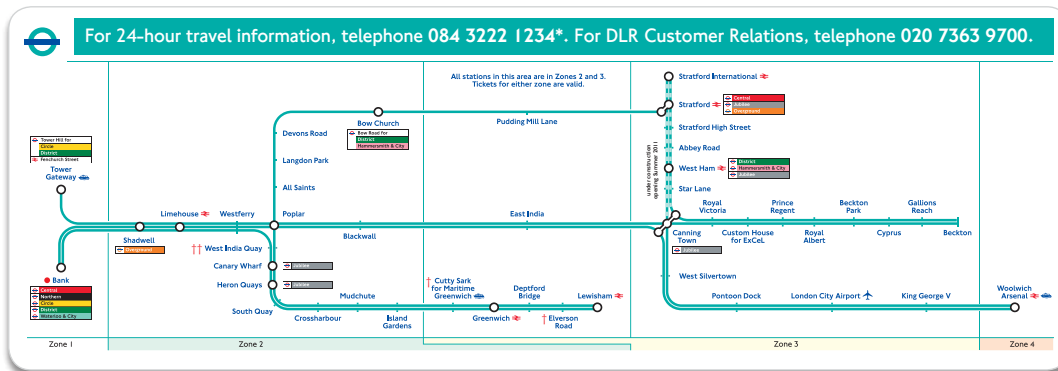 For 24-hour travel information, telephone 084 3222 1234*. For DLR Customer Relations, telephone 020 7363 9700.
All stations in this area are in Zones 2 and 3.
Tickets for either zone are valid.
Stratford International
Stratford
Central
Jubilee
Overground
Stratford High Street
Abbey Road
under construction
opening Summer 2011
West Ham
District
Hammersmith & City
Jubilee
Star Lane
Bow Church
Bow Road for
District
Hammersmith & City
Pudding Mill Lane
Devons Road
Langdon Park
All Saints
Poplar
Tower Hill for
Circle
District
Fenchurch Street
Tower
Gateway
Limehouse
Westferry
Shadwell
Overground
Bank
Central
Northern
Circle
District
Waterloo & City
†† West India Quay
Canary Wharf
Jubilee
Heron Quays
Jubilee
South Quay
Blackwall
East India
Canning
Town
Jubilee
Royal
Victoria
Custom House
for ExCeL
Prince
Regent
Royal
Albert
Beckton
Park
Cyprus
Gallions
Reach
Beckton
Crossharbour
Mudchute
Island
Gardens
† Cutty Sark
for Maritime
Greenwich
Greenwich
Deptford
Bridge
† Elverson
Road
Lewisham
West Silvertown
Pontoon Dock
London City Airport
King George V
Woolwich
Arsenal
Zone 1
Zone 2
Zone 3
Zone 4